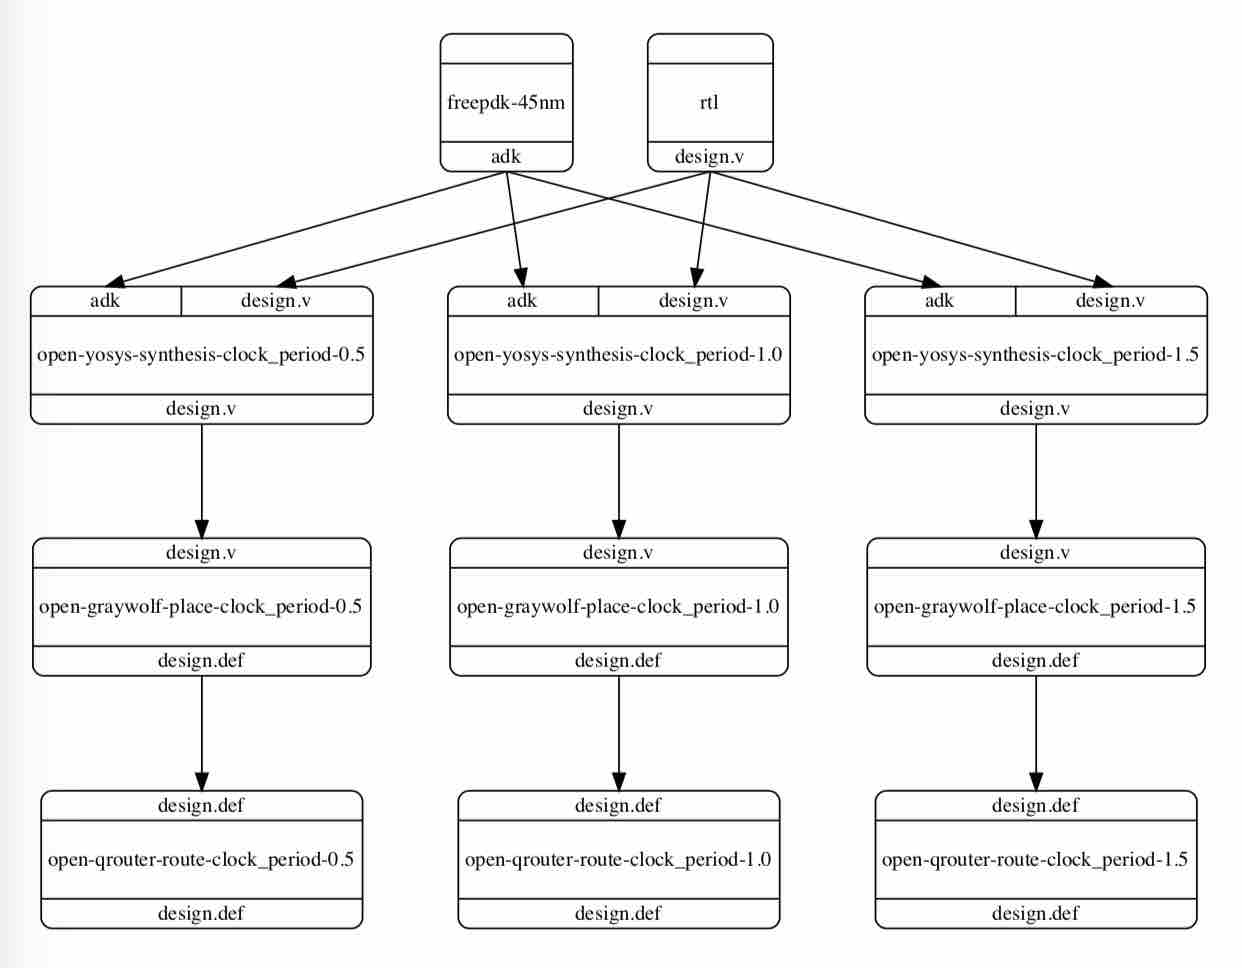 freepdk-45nm
adk
rtl
design.v
adk
design.v
open-yosys-synthesis-clock_period-0.5
design.v
adk
design.v
open-yosys-synthesis-clock_period-1.0
design.v
adk
design.v
open-yosys-synthesis-clock_period-1.5
design.v
design.v
open-graywolf-place-clock_period-0.5
design.def
design.v
open-graywolf-place-clock_period-1.0
design.def
design.v
open-graywolf-place-clock_period-1.5
design.def
design.def
open-qrouter-route-clock_period-0.5
design.def
design.def
open-qrouter-route-clock_period-1.0
design.def
design.def
open-qrouter-route-clock_period-1.5
design.def